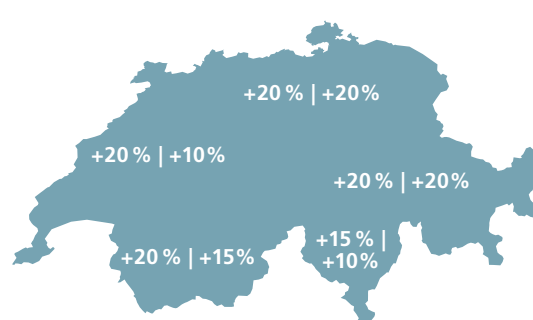 +20 % | +20%
+20 % | +10%
+20 % | +20%
+20 % | +15%
+15 % |
+10%